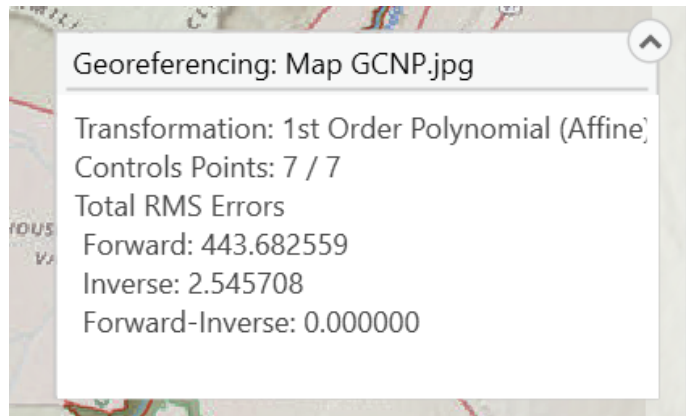 Georeferencing: Map GCNP.jpg
Transformation: 1st Order Polynomial (Affine)
Controls Points: 7 / 7
Total RMS Errors
Forward: 443.682559
Inverse: 2.545708
Forward-Inverse: 0.000000